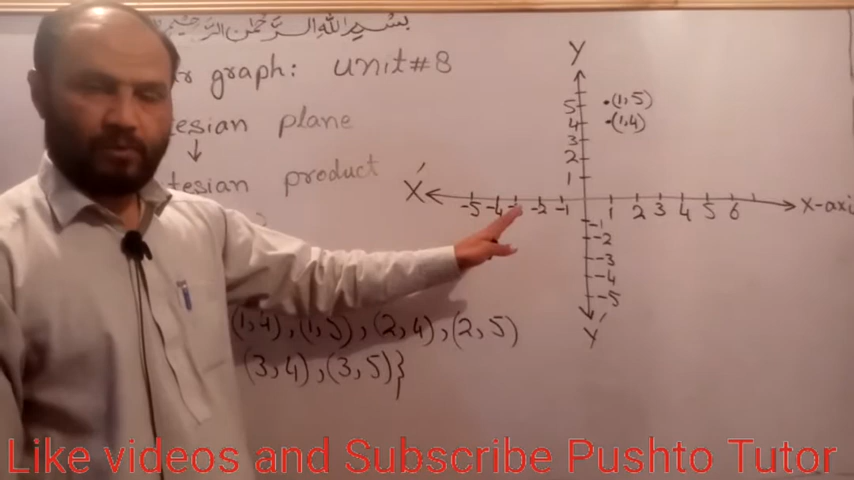 بسم الله الرحمن الرحيم
graph: unit#8
plane
product
(1,4),(1,5),(2,4),(2,5)
(3,4),(3,5)}
Y
5 •(1,5)
4 •(1,4)
3
2
1
X′ -5 -4 -2 -1 1 2 3 4 5 6 X-axi
-1
-2
-3
-4
-5
Y′
Like videos and Subscribe Pushto Tutor